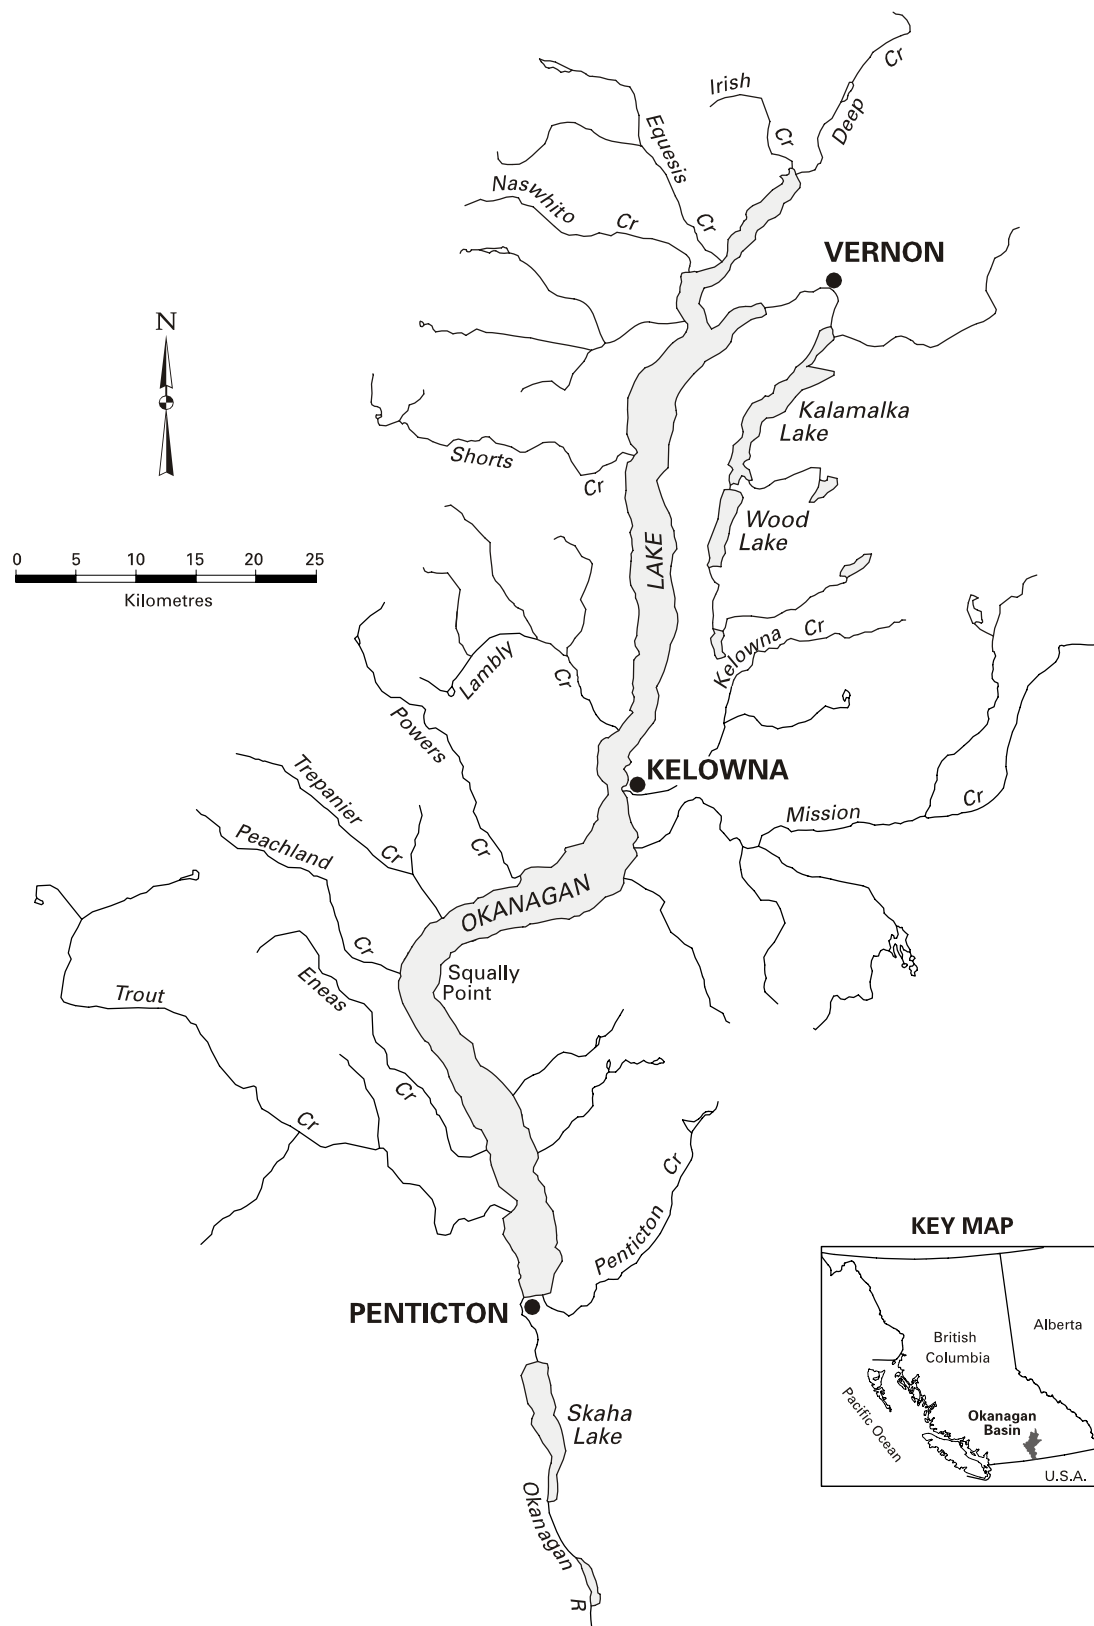 Irish
Cr
Deep
Cr
Equesis
Cr
Naswhito
Cr
VERNON
N
Kalamalka
Lake
Shorts
Cr
Wood
Lake
LAKE
0 5 10 15 20 25
Kilometres
Kelowna
Cr
Lambly
Cr
Powers
Cr
KELOWNA
Trepanier
Cr
Mission
Cr
Peachland
Cr
OKANAGAN
Squally
Point
Eneas
Cr
Trout
Cr
Penticton
Cr
PENTICTON
Skaha
Lake
Okanagan
R
KEY MAP
British
Columbia
Alberta
Pacific Ocean
Okanagan
Basin
U.S.A.